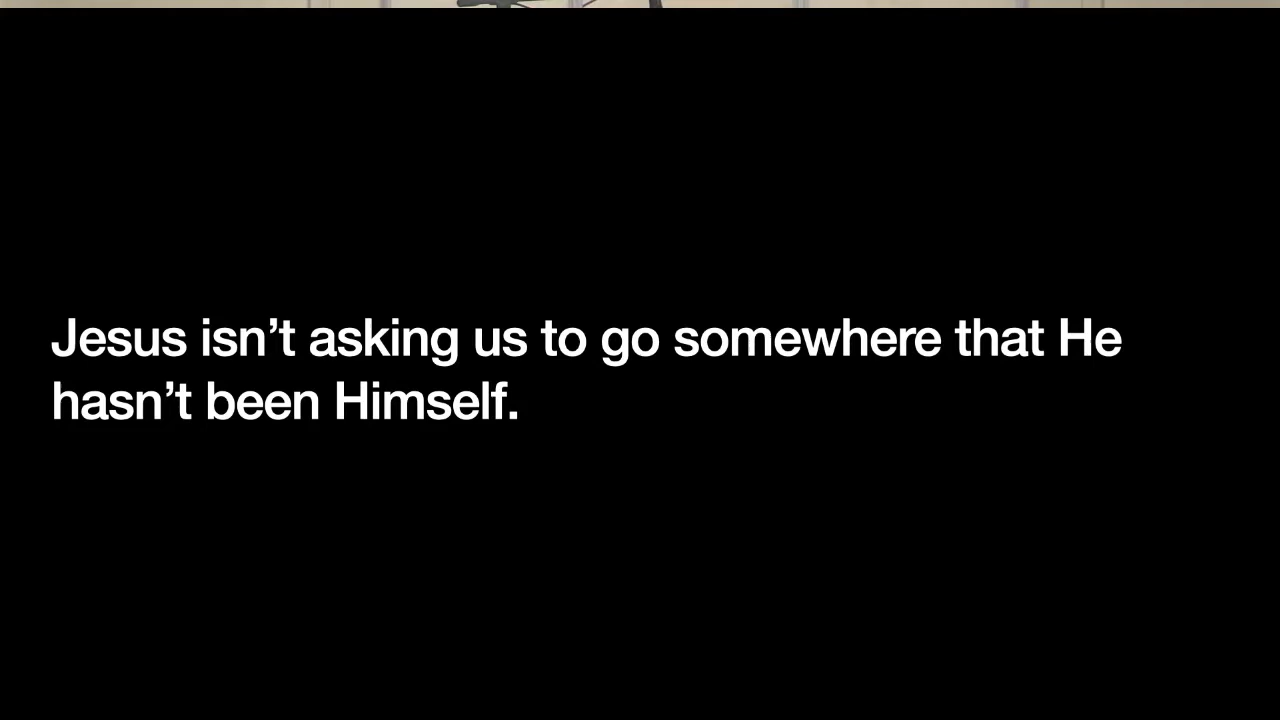 Jesus isn’t asking us to go somewhere that He
hasn’t been Himself.